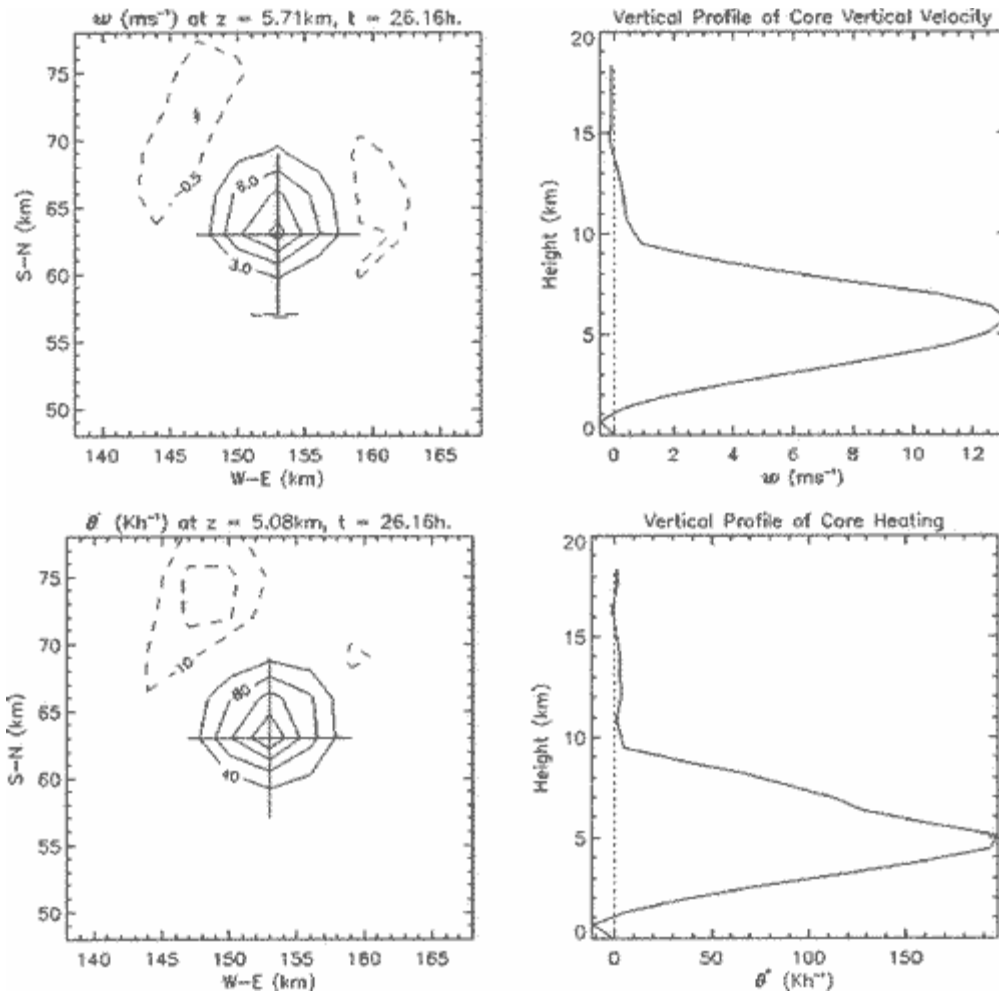 w (ms⁻¹) at z = 5.71km, t = 26.16h.
75
70
65
60
55
50
S-N (km)
-0.5
6.0
3.0
140 145 150 155 160 165
W-E (km)
Vertical Profile of Core Vertical Velocity
20
15
10
5
0
Height (km)
0 2 4 6 8 10 12
w (ms⁻¹)
θ* (Kh⁻¹) at z = 5.08km, t = 26.16h.
75
70
65
60
55
50
S-N (km)
-10
80
40
140 145 150 155 160 165
W-E (km)
Vertical Profile of Core Heating
20
15
10
5
0
Height (km)
0 50 100 150
θ* (Kh⁻¹)